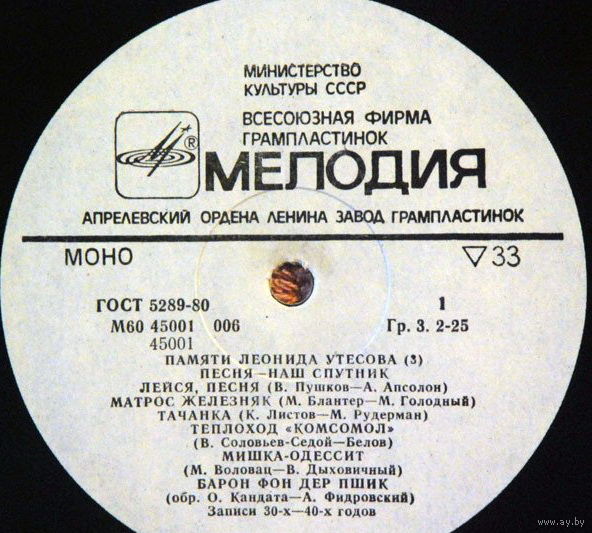 МИНИСТЕРСТВО
КУЛЬТУРЫ СССР
ВСЕСОЮЗНАЯ ФИРМА
ГРАМПЛАСТИНОК
® МЕЛОДИЯ
АПРЕЛЕВСКИЙ ОРДЕНА ЛЕНИНА ЗАВОД ГРАМПЛАСТИНОК
МОНО ▽33
ГОСТ 5289-80 1
М60 45001 006 Гр. 3. 2-25
45001
ПАМЯТИ ЛЕОНИДА УТЕСОВА (3)
ПЕСНЯ—НАШ СПУТНИК
ЛЕЙСЯ, ПЕСНЯ (В. Пушков—А. Апсолон)
МАТРОС ЖЕЛЕЗНЯК (М. Блантер—М. Голодный)
ТАЧАНКА (К. Листов—М. Рудерман)
ТЕПЛОХОД «КОМСОМОЛ»
(В. Соловьев-Седой—Белов)
МИШКА-ОДЕССИТ
(М. Воловац—В. Дыховичный)
БАРОН ФОН ДЕР ПШИК
(обр. О. Кандата—А. Фидровский)
Записи 30-х—40-х годов
www.ay.by